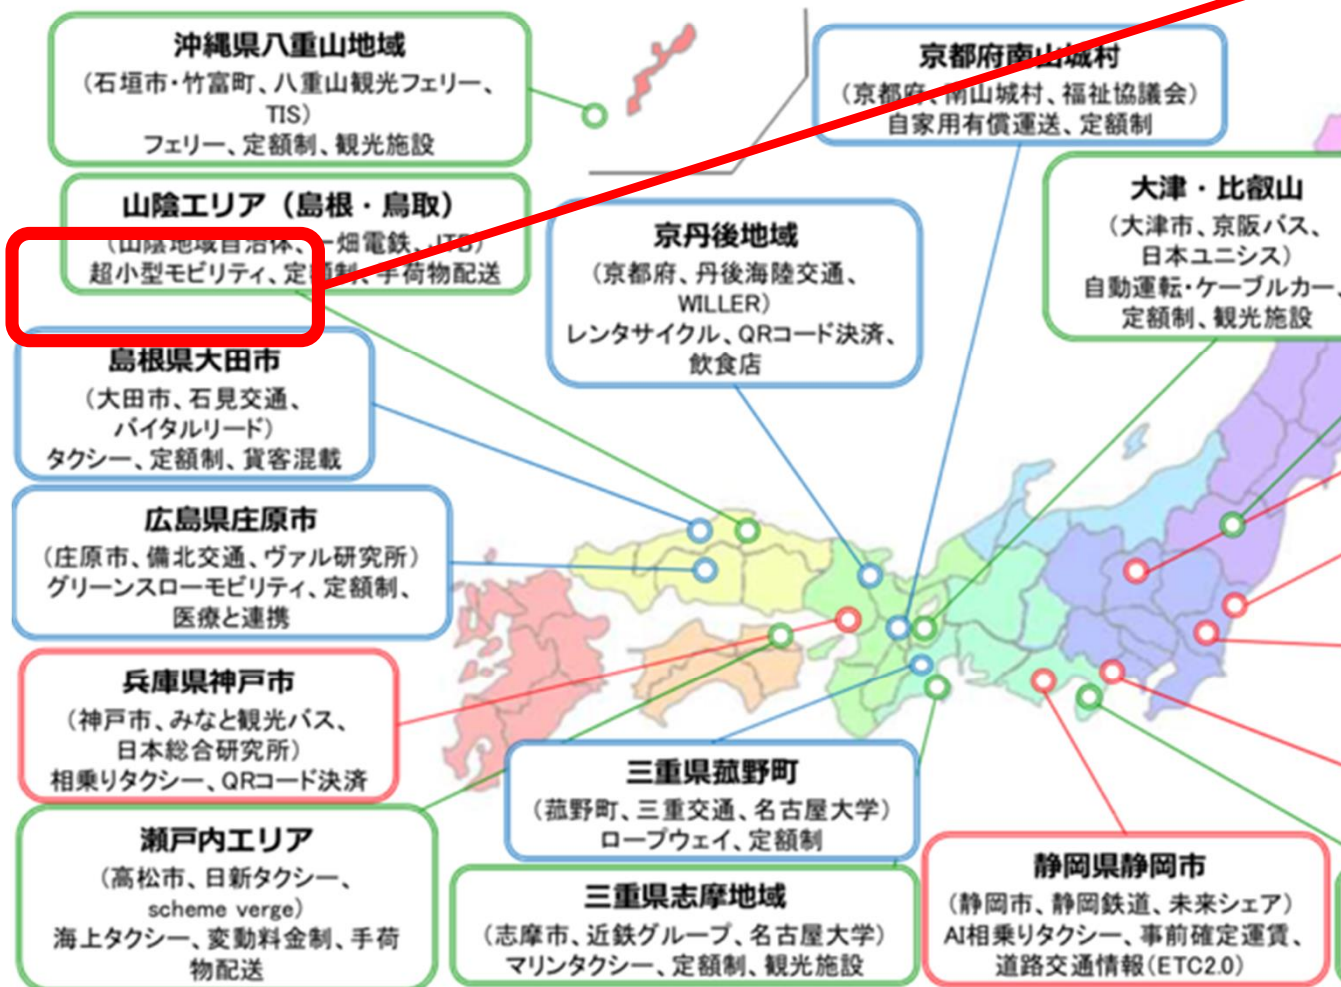 沖縄県八重山地域
（石垣市・竹富町、八重山観光フェリー、
TIS）
フェリー、定額制、観光施設
山陰エリア（島根・鳥取）
（山陰地域自治体、一畑電鉄、JTB）
超小型モビリティ、定額制、手荷物配送
島根県大田市
（大田市、石見交通、
バイタルリード）
タクシー、定額制、貨客混載
広島県庄原市
（庄原市、備北交通、ヴァル研究所）
グリーンスローモビリティ、定額制、
医療と連携
兵庫県神戸市
（神戸市、みなと観光バス、
日本総合研究所）
相乗りタクシー、QRコード決済
瀬戸内エリア
（高松市、日新タクシー、
scheme verge）
海上タクシー、変動料金制、手荷
物配送
京都府南山城村
（京都府、南山城村、福祉協議会）
自家用有償運送、定額制
京丹後地域
（京都府、丹後海陸交通、
WILLER）
レンタサイクル、QRコード決済、
飲食店
大津・比叡山
（大津市、京阪バス、
日本ユニシス）
自動運転・ケーブルカー、
定額制、観光施設
三重県菰野町
（菰野町、三重交通、名古屋大学）
ロープウェイ、定額制
三重県志摩地域
（志摩市、近鉄グループ、名古屋大学）
マリンタクシー、定額制、観光施設
静岡県静岡市
（静岡市、静岡鉄道、未来シェア）
AI相乗りタクシー、事前確定運賃、
道路交通情報（ETC2.0）